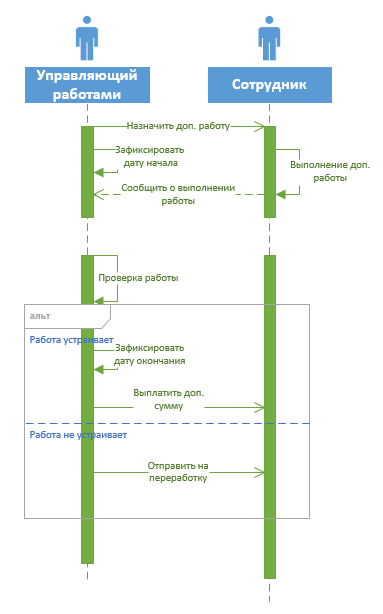 Управляющий
работами
Сотрудник
Назначить доп. работу
Зафиксировать
дату начала
Выполнение доп.
работы
Сообщить о выполнении
работы
Проверка работы
альт
Работа устраивает
Зафиксировать
дату окончания
Выплатить доп.
сумму
Работа не устраивает
Отправить на
переработку